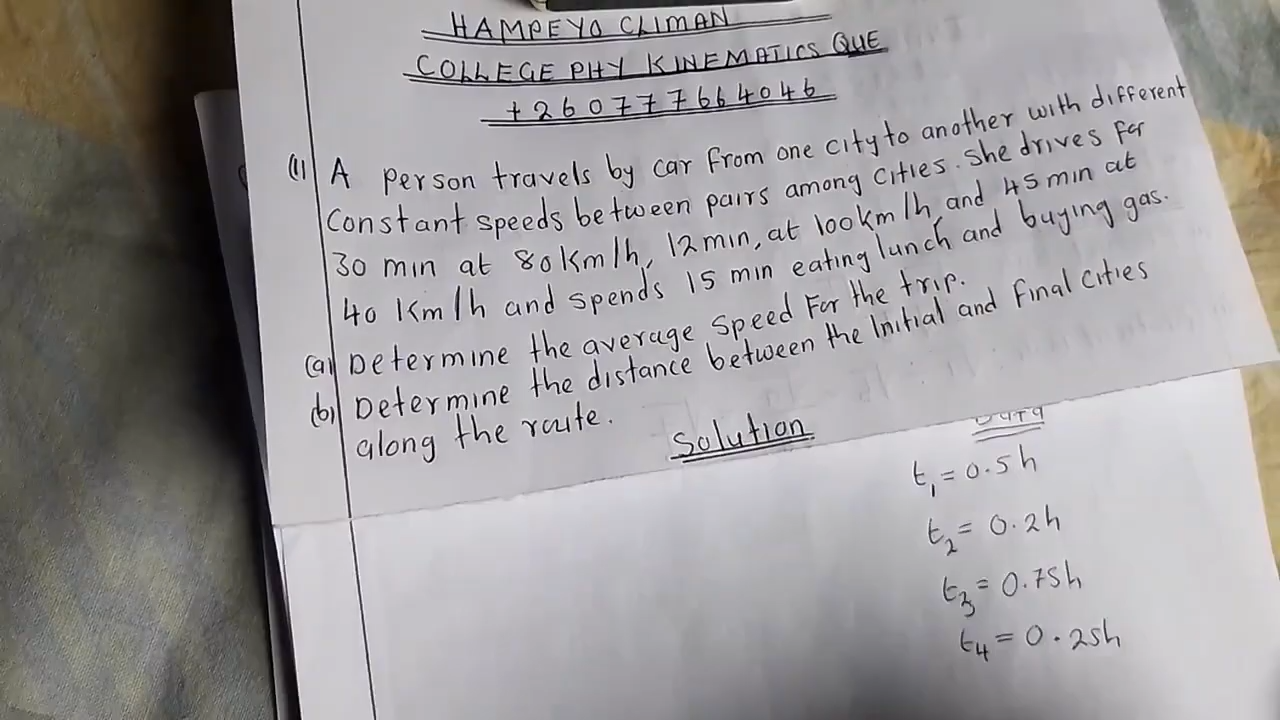 HAMPEYO CLIMAN
COLLEGE PHY KINEMATICS QUE
+260777664046
(1) A person travels by car from one city to another with different
constant speeds between pairs among cities. She drives for
30 min at 80km/h, 12min, at 100km/h, and 45min at
40 Km/h and spends 15 min eating lunch and buying gas.
(a) Determine the average speed for the trip.
(b) Determine the distance between the Initial and final cities
along the route.
Solution
t₁ = 0.5h
t₂ = 0.2h
t₃ = 0.75h
t₄ = 0.25h